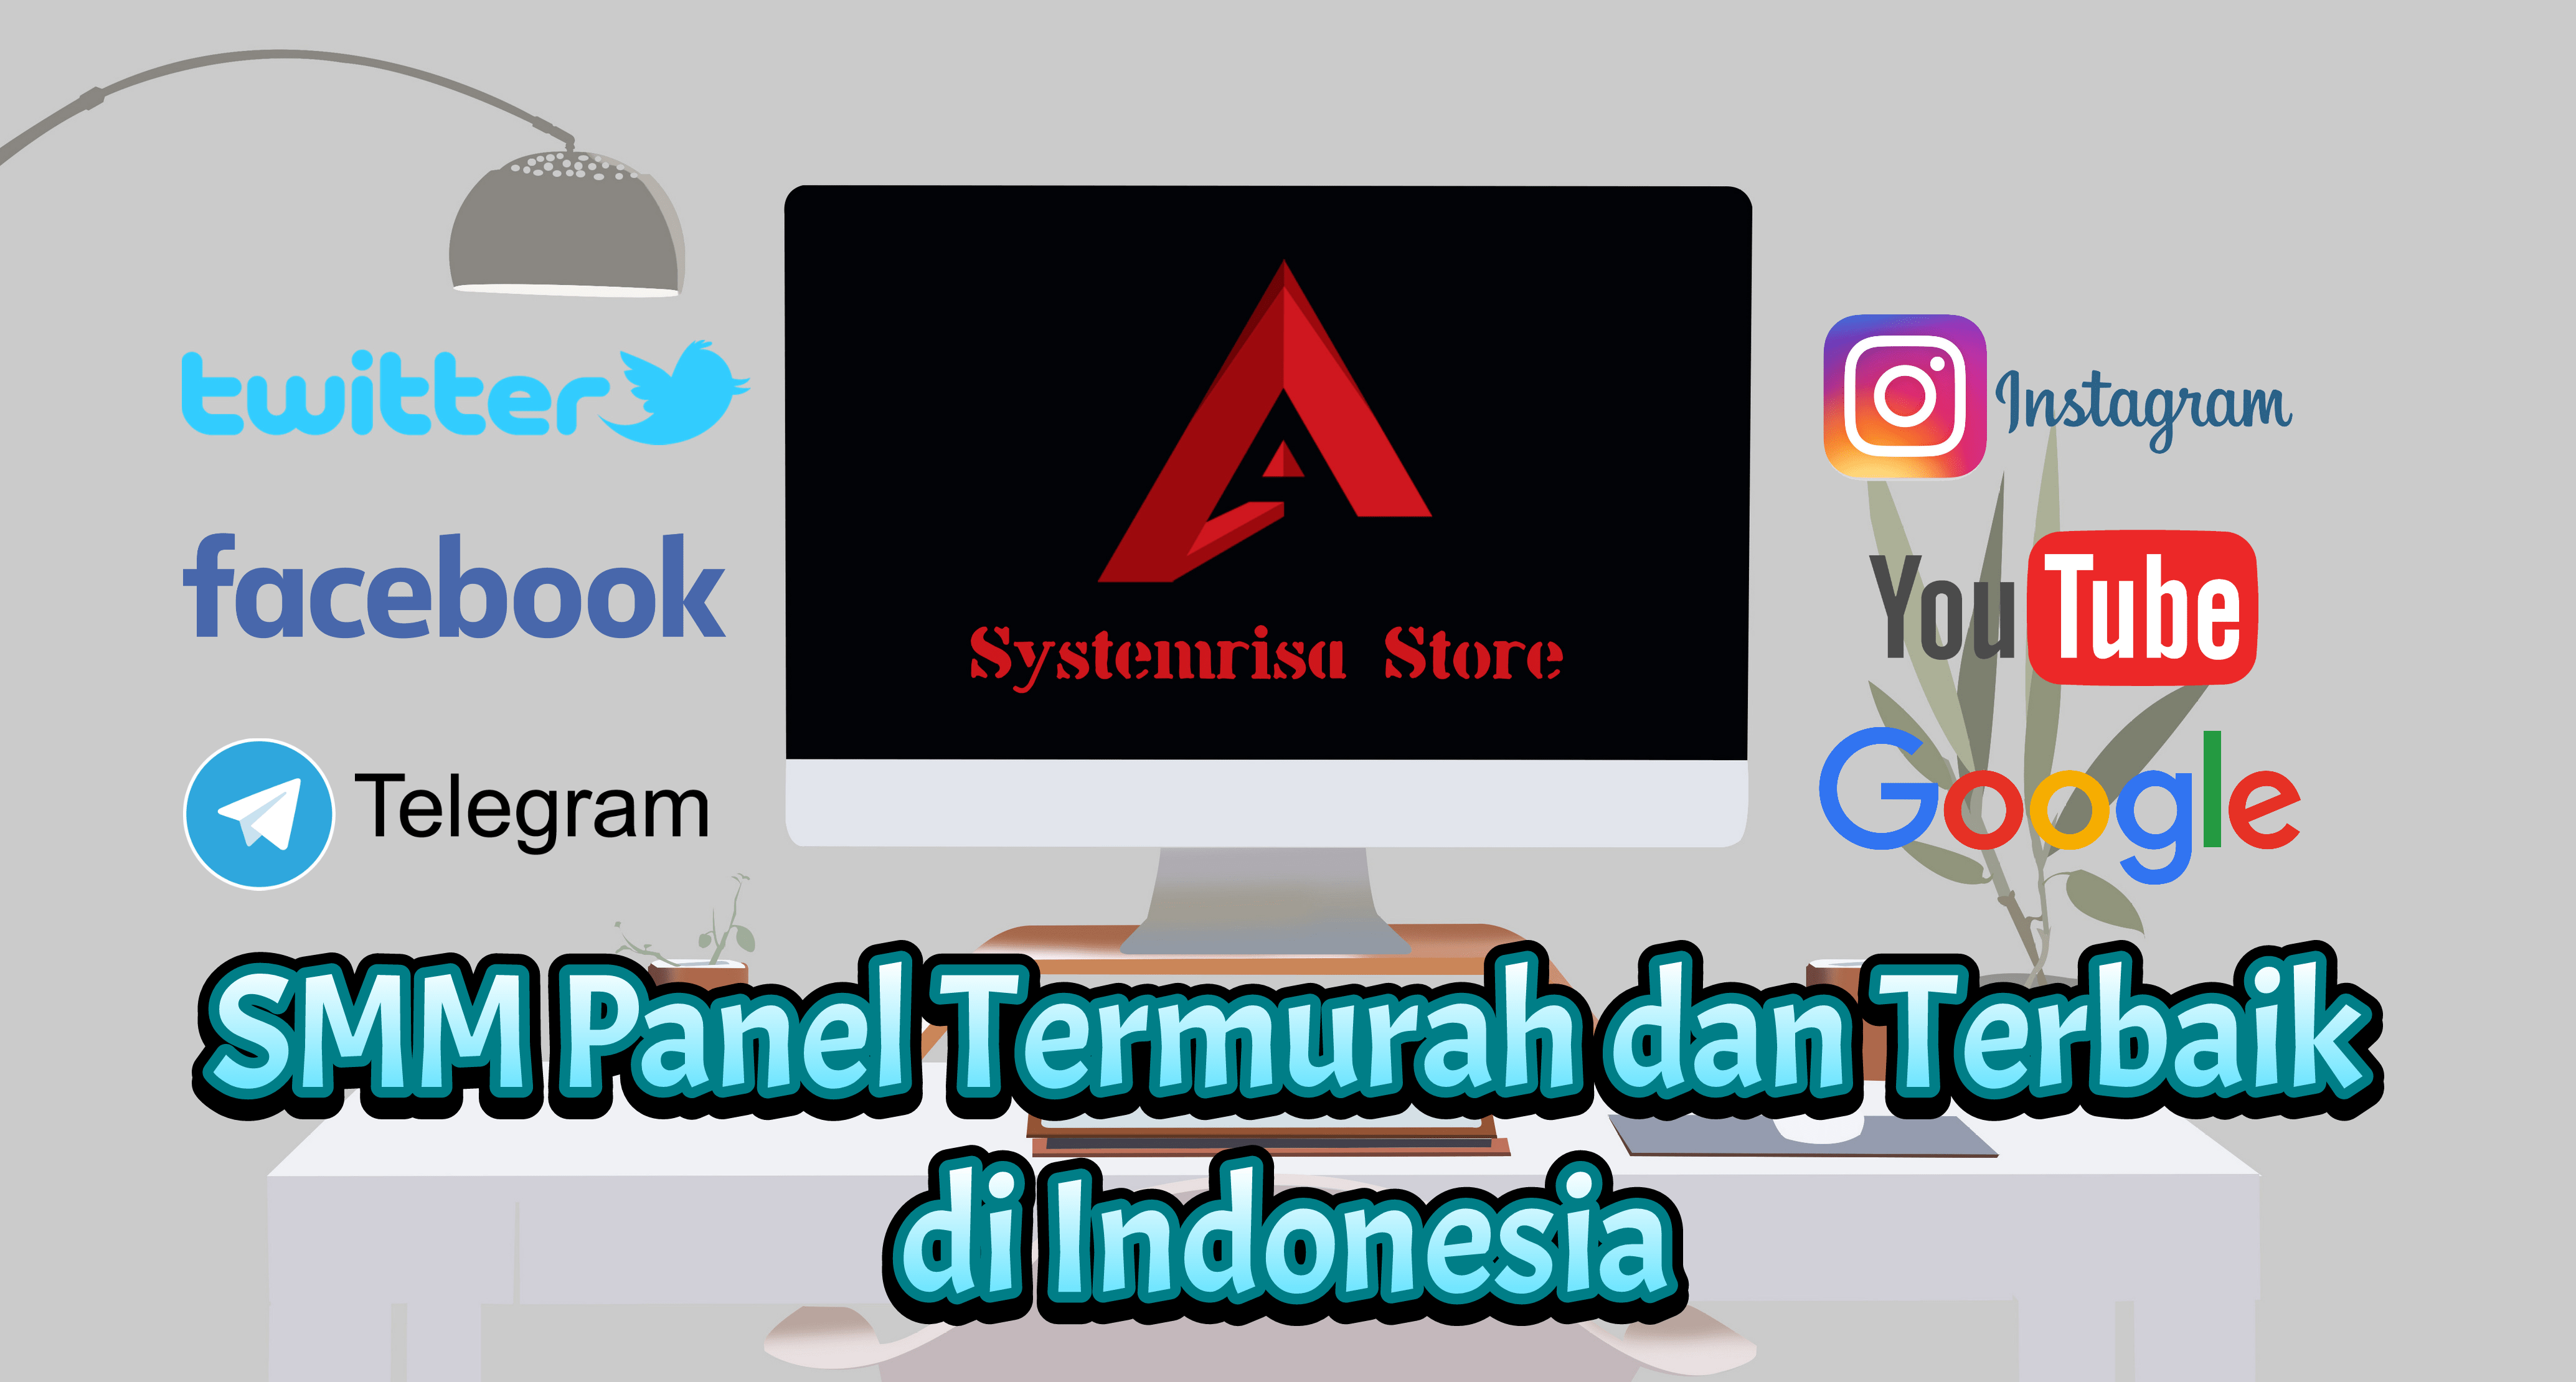 twitter
Instagram
facebook
YouTube
Telegram
Google
Systemrisa Store
SMM Panel Termurah dan Terbaik
di Indonesia